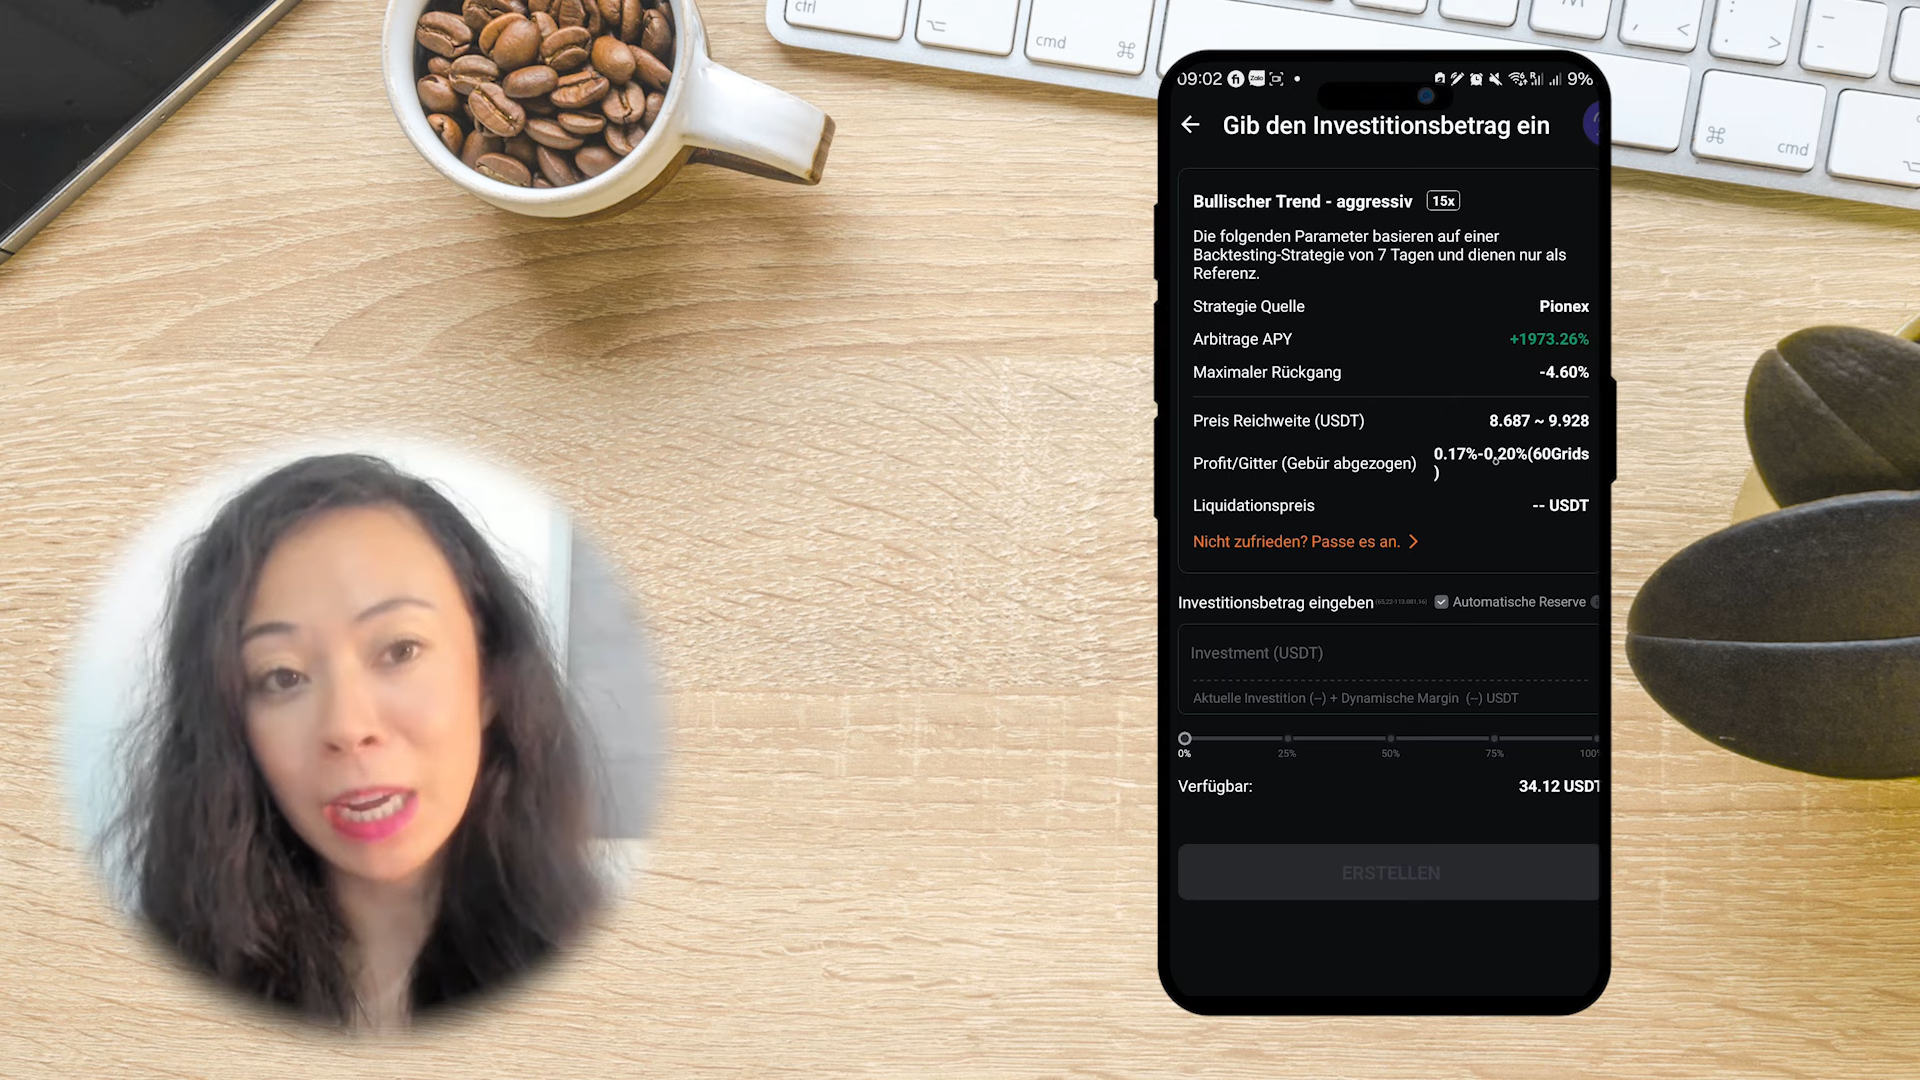 ctrl
cmd
cmd
09:02
9%
Gib den Investitionsbetrag ein
Bullischer Trend - aggressiv 15x
Die folgenden Parameter basieren auf einer
Backtesting-Strategie von 7 Tagen und dienen nur als
Referenz.
Strategie Quelle Pionex
Arbitrage APY +1973.26%
Maximaler Rückgang -4.60%
Preis Reichweite (USDT) 8.687 ~ 9.928
Profit/Gitter (Gebür abgezogen) 0.17%-0.20%(60Grids
)
Liquidationspreis -- USDT
Nicht zufrieden? Passe es an.
Investitionsbetrag eingeben Automatische Reserve
Investment (USDT)
Aktuelle Investition (--) + Dynamische Margin (--) USDT
0% 25% 50% 75% 100%
Verfügbar: 34.12 USDT
ERSTELLEN